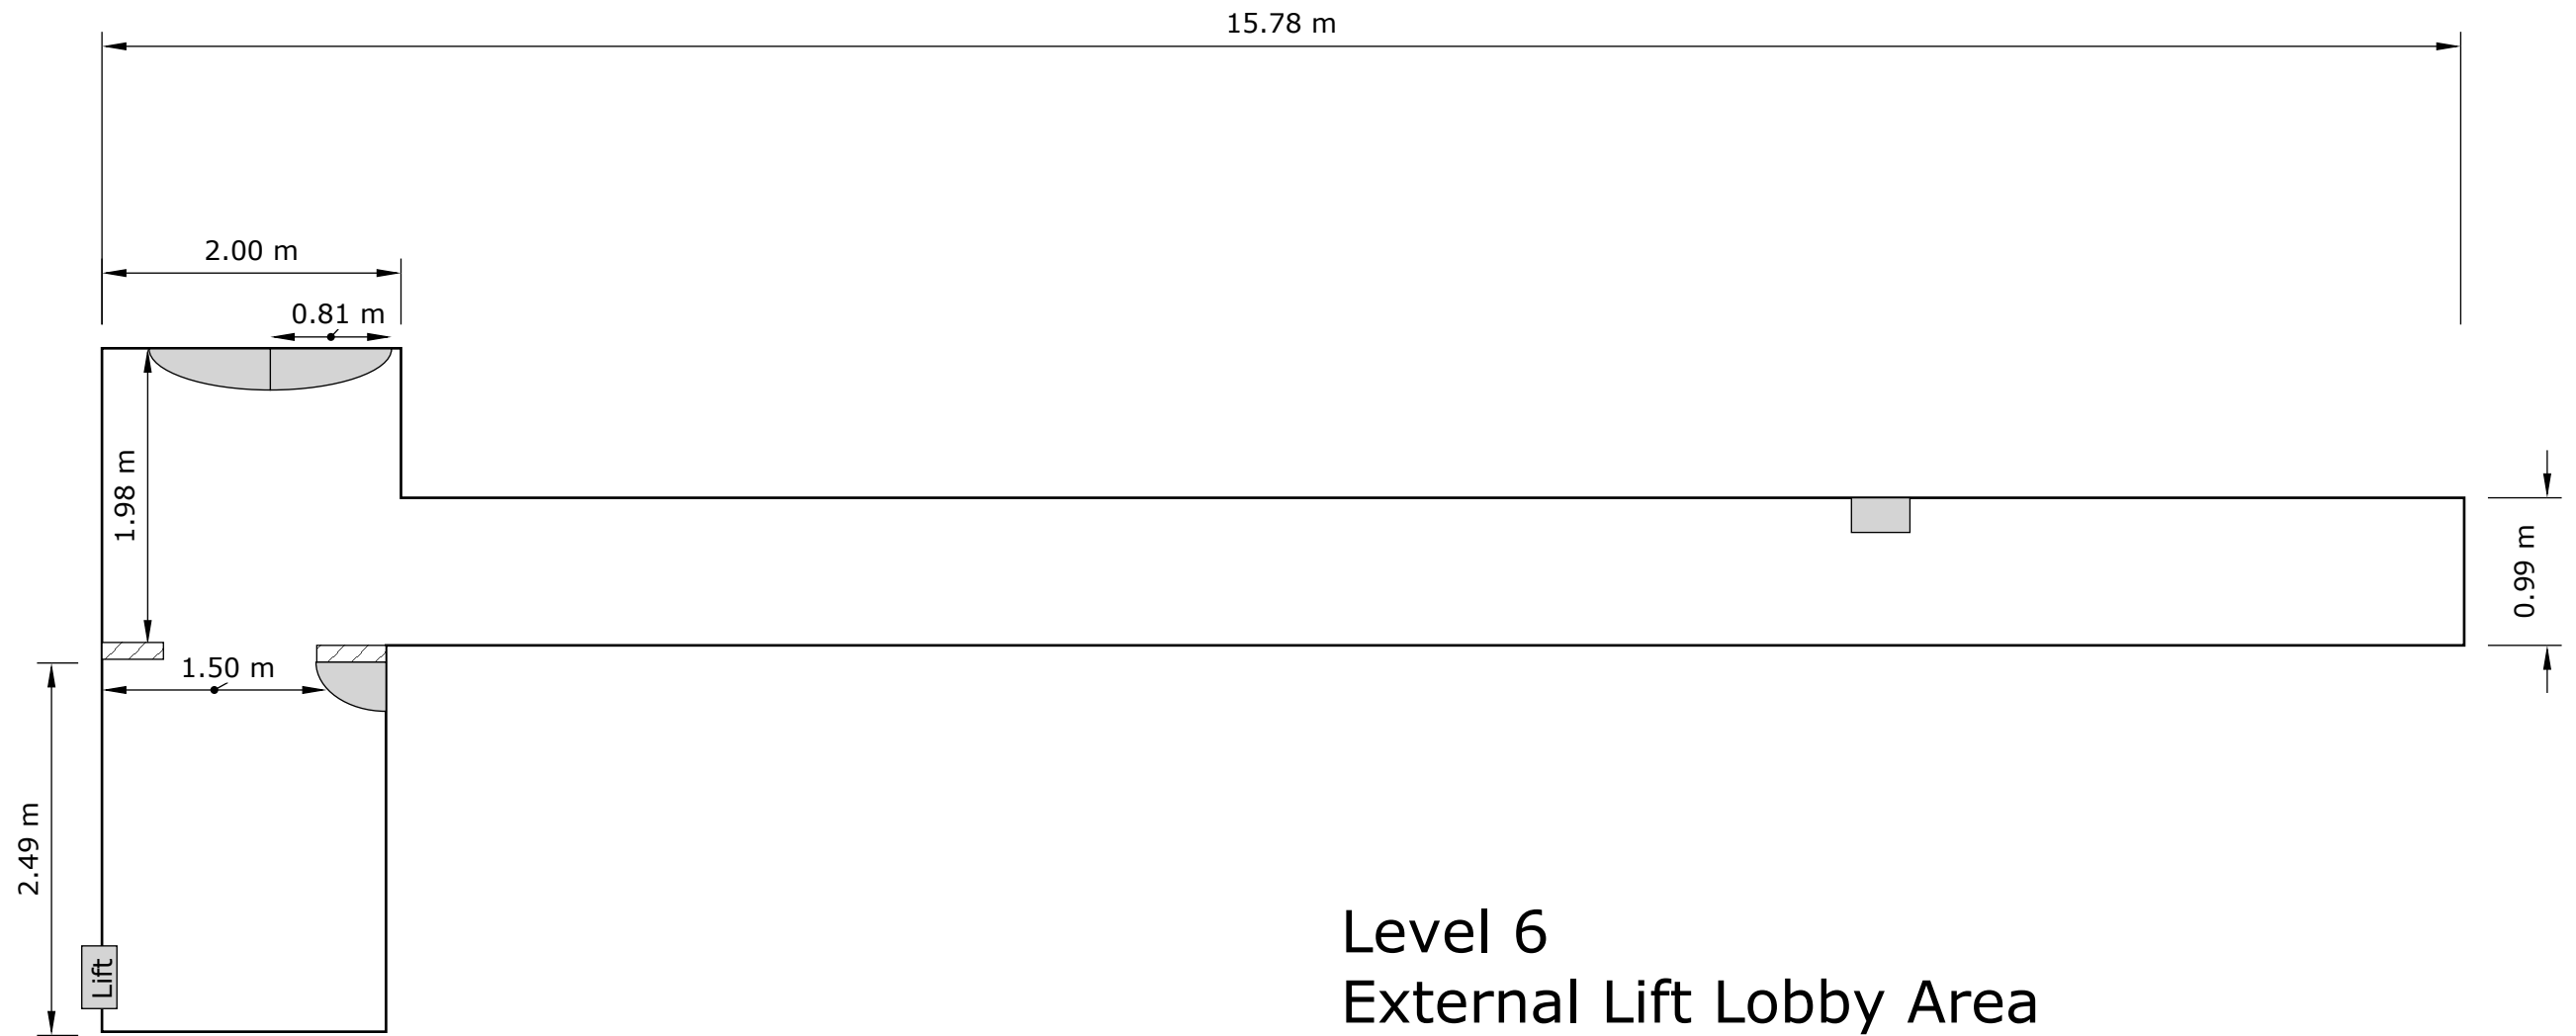 15.78 m
2.00 m
0.81 m
1.98 m
0.99 m
1.50 m
2.49 m
Lift
Level 6
External Lift Lobby Area